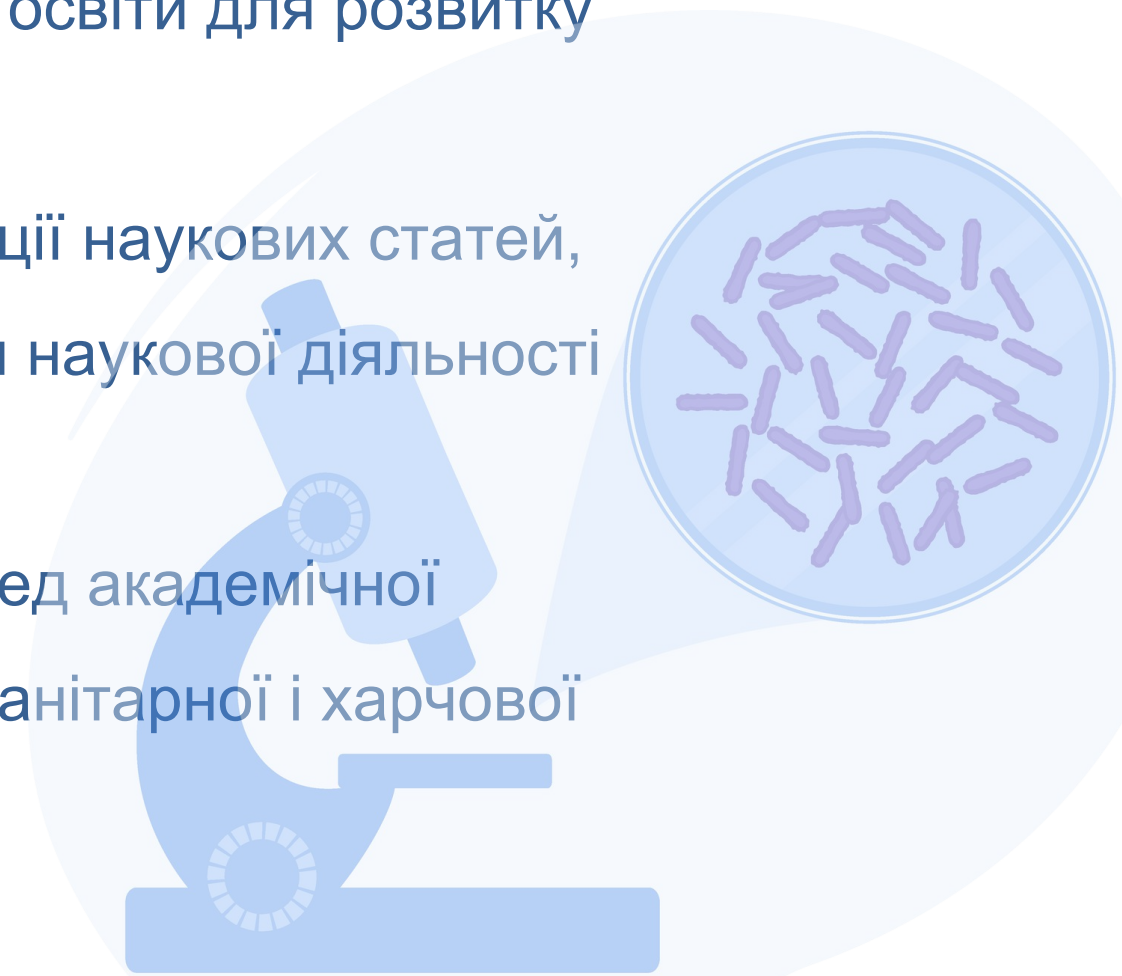 освіти для розвитку
ції наукових статей,
наукової діяльності
ед академічної
анітарної і харчової